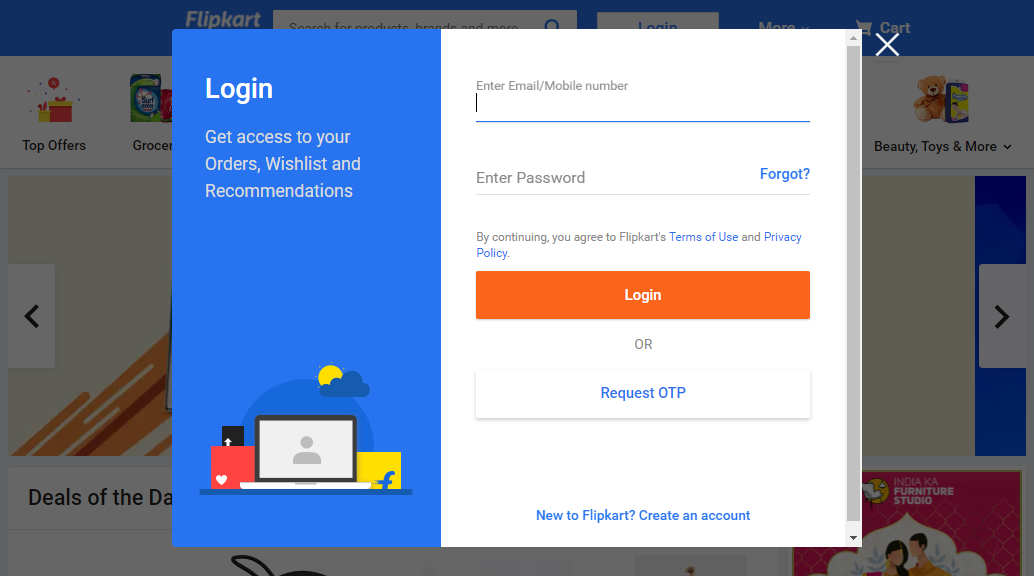 Flipkart
Search for products, brands and more
Login
More
Cart
Top Offers
Grocer
Beauty, Toys & More
Login
Get access to your
Orders, Wishlist and
Recommendations
Enter Email/Mobile number
Enter Password
Forgot?
By continuing, you agree to Flipkart's Terms of Use and Privacy
Policy.
Login
OR
Request OTP
New to Flipkart? Create an account
Deals of the Da
INDIA KA
FURNITURE
STUDIO